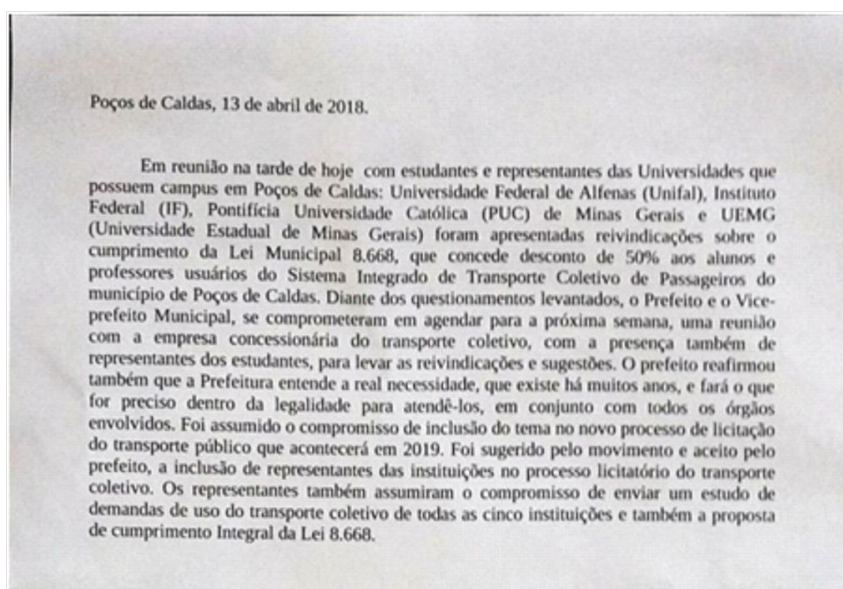 Poços de Caldas, 13 de abril de 2018.
Em reunião na tarde de hoje com estudantes e representantes das Universidades que
possuem campus em Poços de Caldas: Universidade Federal de Alfenas (Unifal), Instituto
Federal (IF), Pontifícia Universidade Católica (PUC) de Minas Gerais e UEMG
(Universidade Estadual de Minas Gerais) foram apresentadas reivindicações sobre o
cumprimento da Lei Municipal 8.668, que concede desconto de 50% aos alunos e
professores usuários do Sistema Integrado de Transporte Coletivo de Passageiros do
município de Poços de Caldas. Diante dos questionamentos levantados, o Prefeito e o Vice-
prefeito Municipal, se comprometeram em agendar para a próxima semana, uma reunião
com a empresa concessionária do transporte coletivo, com a presença também de
representantes dos estudantes, para levar as reivindicações e sugestões. O prefeito reafirmou
também que a Prefeitura entende a real necessidade, que existe há muitos anos, e fará o que
for preciso dentro da legalidade para atendê-los, em conjunto com todos os órgãos
envolvidos. Foi assumido o compromisso de inclusão do tema no novo processo de licitação
do transporte público que acontecerá em 2019. Foi sugerido pelo movimento e aceito pelo
prefeito, a inclusão de representantes das instituições no processo licitatório do transporte
coletivo. Os representantes também assumiram o compromisso de enviar um estudo de
demandas de uso do transporte coletivo de todas as cinco instituições e também a proposta
de cumprimento Integral da Lei 8.668.